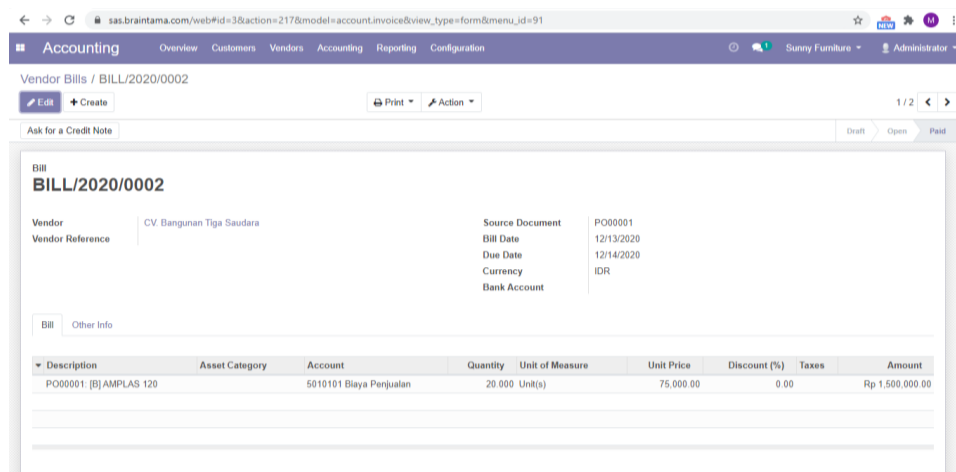 sas.braintama.com/web#id=3&action=217&model=account.invoice&view_type=form&menu_id=91
NEW
M
Accounting Overview Customers Vendors Accounting Reporting Configuration 1 Sunny Furniture Administrator
Vendor Bills / BILL/2020/0002
Edit + Create Print Action 1 / 2
Ask for a Credit Note Draft Open Paid
Bill
BILL/2020/0002
Vendor CV. Bangunan Tiga Saudara Source Document PO00001
Vendor Reference Bill Date 12/13/2020
Due Date 12/14/2020
Currency IDR
Bank Account
Bill Other Info
Description Asset Category Account Quantity Unit of Measure Unit Price Discount (%) Taxes Amount
PO00001: [B] AMPLAS 120 5010101 Biaya Penjualan 20.000 Unit(s) 75,000.00 0.00 Rp 1,500,000.00